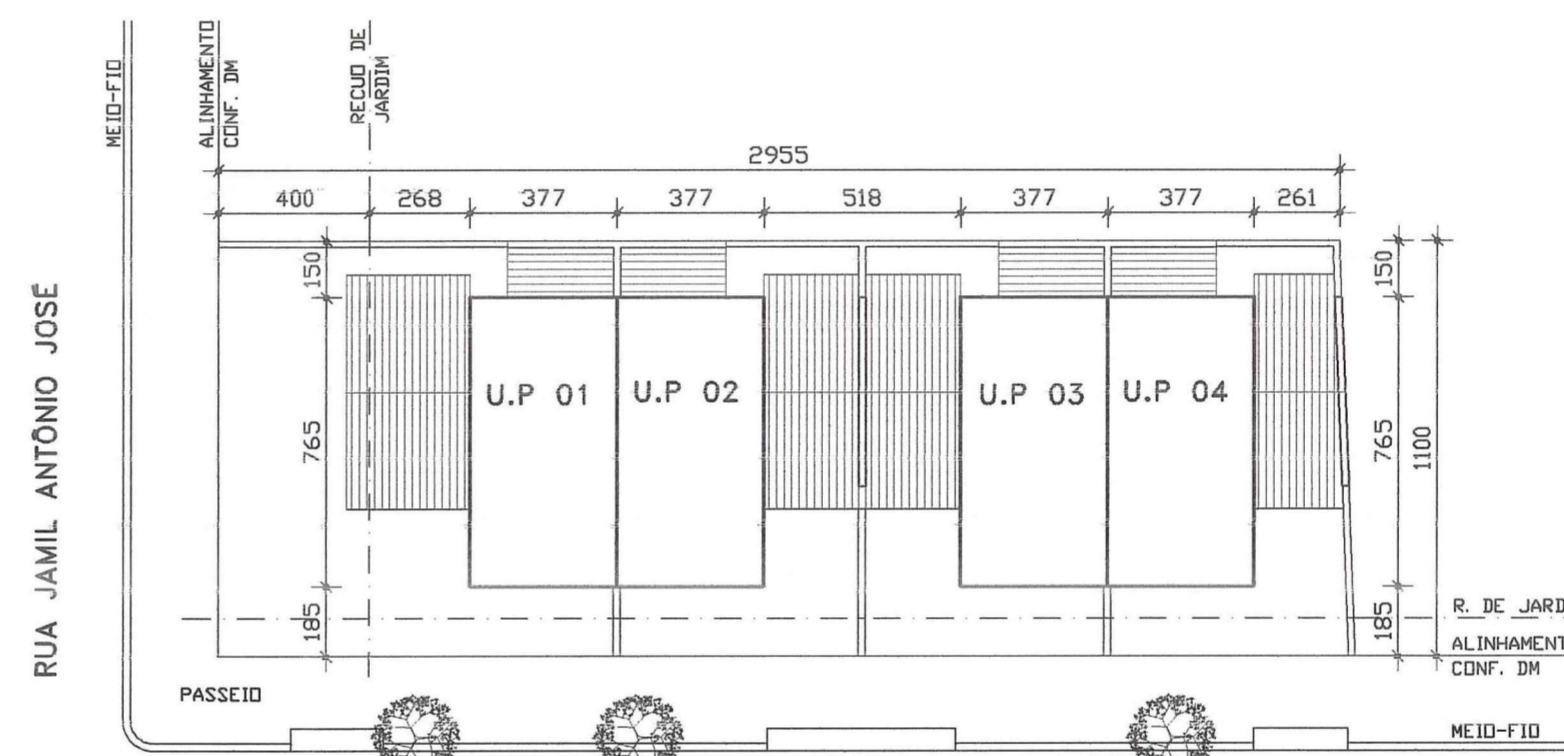 MEIO-FIO
ALINHAMENTO
CONF. DM
RECUO DE
JARDIM
2955
400 268 377 377 518 377 377 261
150
150
RUA JAMIL ANTÔNIO JOSÉ
U.P 01
U.P 02
U.P 03
U.P 04
765
765
1100
185
185
R. DE JARD
ALINHAMENT
CONF. DM
PASSEIO
MEIO-FIO